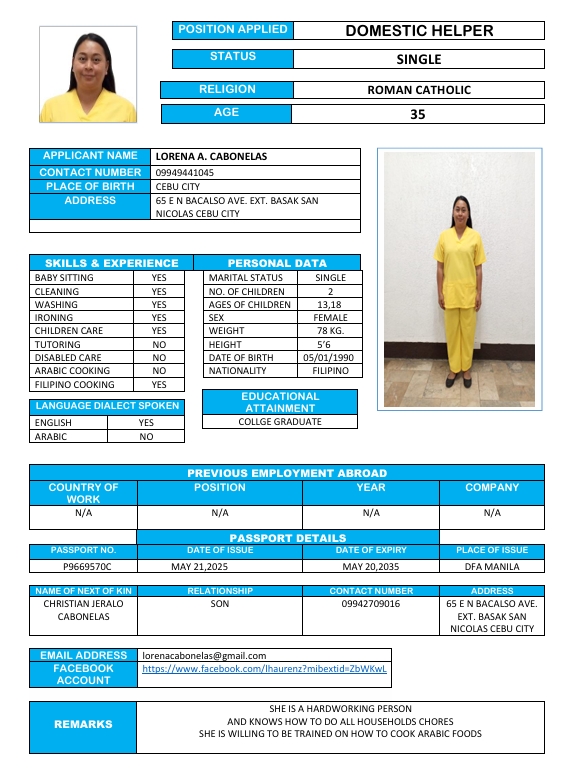 POSITION APPLIED DOMESTIC HELPER
STATUS SINGLE
RELIGION ROMAN CATHOLIC
AGE 35
APPLICANT NAME LORENA A. CABONELAS
CONTACT NUMBER 09949441045
PLACE OF BIRTH CEBU CITY
ADDRESS 65 E N BACALSO AVE. EXT. BASAK SAN
NICOLAS CEBU CITY
SKILLS & EXPERIENCE PERSONAL DATA
BABY SITTING YES MARITAL STATUS SINGLE
CLEANING YES NO. OF CHILDREN 2
WASHING YES AGES OF CHILDREN 13,18
IRONING YES SEX FEMALE
CHILDREN CARE YES WEIGHT 78 KG.
TUTORING NO HEIGHT 5'6
DISABLED CARE NO DATE OF BIRTH 05/01/1990
ARABIC COOKING NO NATIONALITY FILIPINO
FILIPINO COOKING YES
EDUCATIONAL
ATTAINMENT
COLLGE GRADUATE
LANGUAGE DIALECT SPOKEN
ENGLISH YES
ARABIC NO
PREVIOUS EMPLOYMENT ABROAD
COUNTRY OF POSITION YEAR COMPANY
WORK
N/A N/A N/A N/A
PASSPORT DETAILS
PASSPORT NO. DATE OF ISSUE DATE OF EXPIRY PLACE OF ISSUE
P9669570C MAY 21,2025 MAY 20,2035 DFA MANILA
NAME OF NEXT OF KIN RELATIONSHIP CONTACT NUMBER ADDRESS
CHRISTIAN JERALO SON 09942709016 65 E N BACALSO AVE.
CABONELAS EXT. BASAK SAN
NICOLAS CEBU CITY
EMAIL ADDRESS lorenacabonelas@gmail.com
FACEBOOK https://www.facebook.com/lhaurenz?mibextid=ZbWKwL
ACCOUNT
REMARKS
SHE IS A HARDWORKING PERSON
AND KNOWS HOW TO DO ALL HOUSEHOLDS CHORES
SHE IS WILLING TO BE TRAINED ON HOW TO COOK ARABIC FOODS